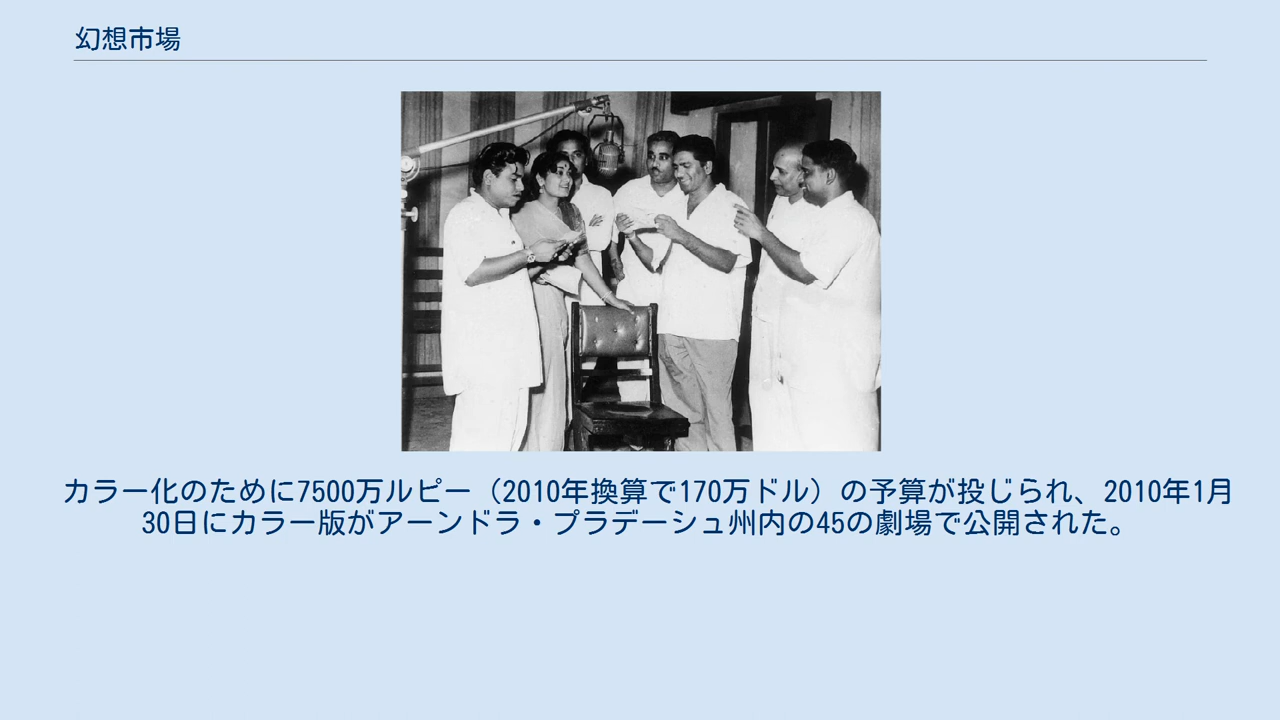 幻想市場
カラー化のために7500万ルピー（2010年換算で170万ドル）の予算が投じられ、2010年1月
30日にカラー版がアーンドラ・プラデーシュ州内の45の劇場で公開された。